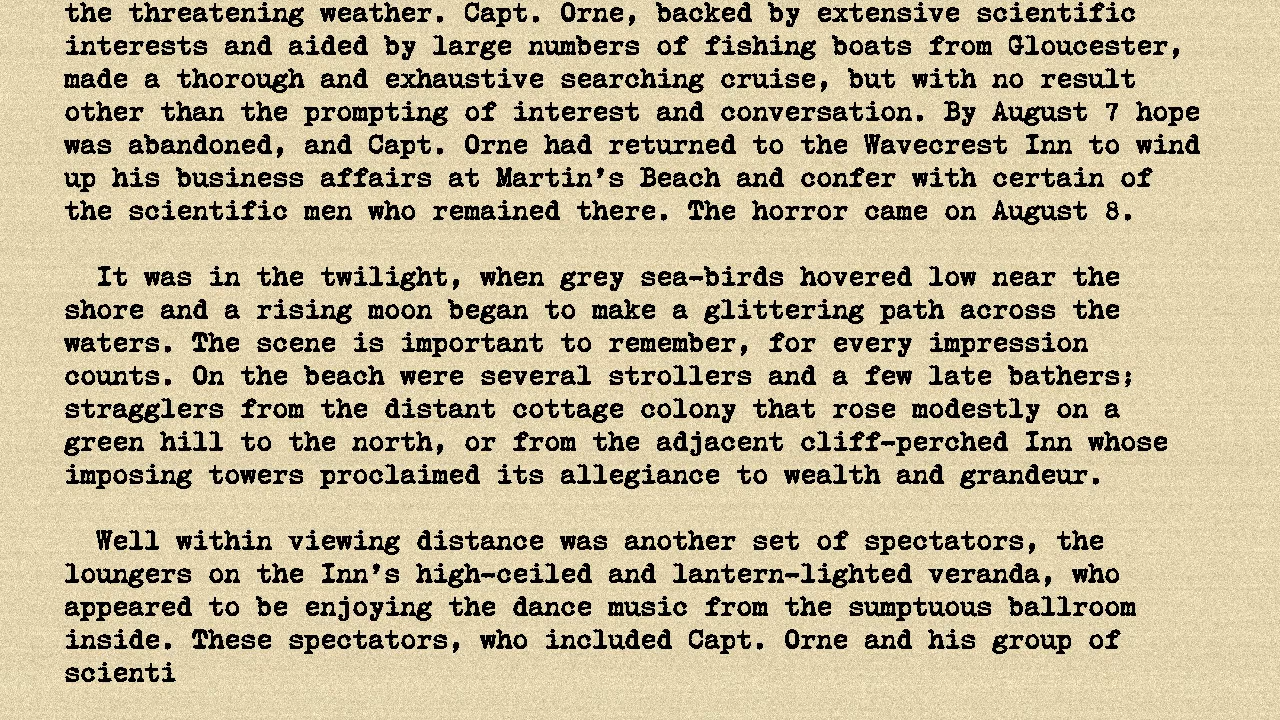 the threatening weather. Capt. Orne, backed by extensive scientific
interests and aided by large numbers of fishing boats from Gloucester,
made a thorough and exhaustive searching cruise, but with no result
other than the prompting of interest and conversation. By August 7 hope
was abandoned, and Capt. Orne had returned to the Wavecrest Inn to wind
up his business affairs at Martin's Beach and confer with certain of
the scientific men who remained there. The horror came on August 8.
It was in the twilight, when grey sea-birds hovered low near the
shore and a rising moon began to make a glittering path across the
waters. The scene is important to remember, for every impression
counts. On the beach were several strollers and a few late bathers;
stragglers from the distant cottage colony that rose modestly on a
green hill to the north, or from the adjacent cliff-perched Inn whose
imposing towers proclaimed its allegiance to wealth and grandeur.
Well within viewing distance was another set of spectators, the
loungers on the Inn's high-ceiled and lantern-lighted veranda, who
appeared to be enjoying the dance music from the sumptuous ballroom
inside. These spectators, who included Capt. Orne and his group of
scienti